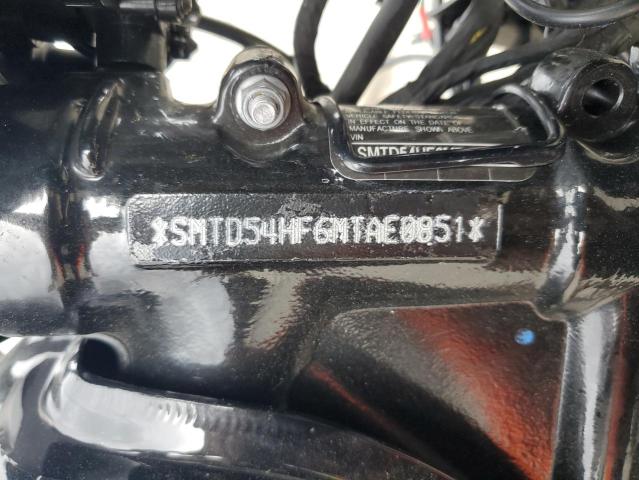 VEHICLE SAFETY STANDARDS
IN EFFECT ON THE DATE OF
MANUFACTURE SHOWN ABOVE.
VIN
*SMTD54HF6MTAE0851*